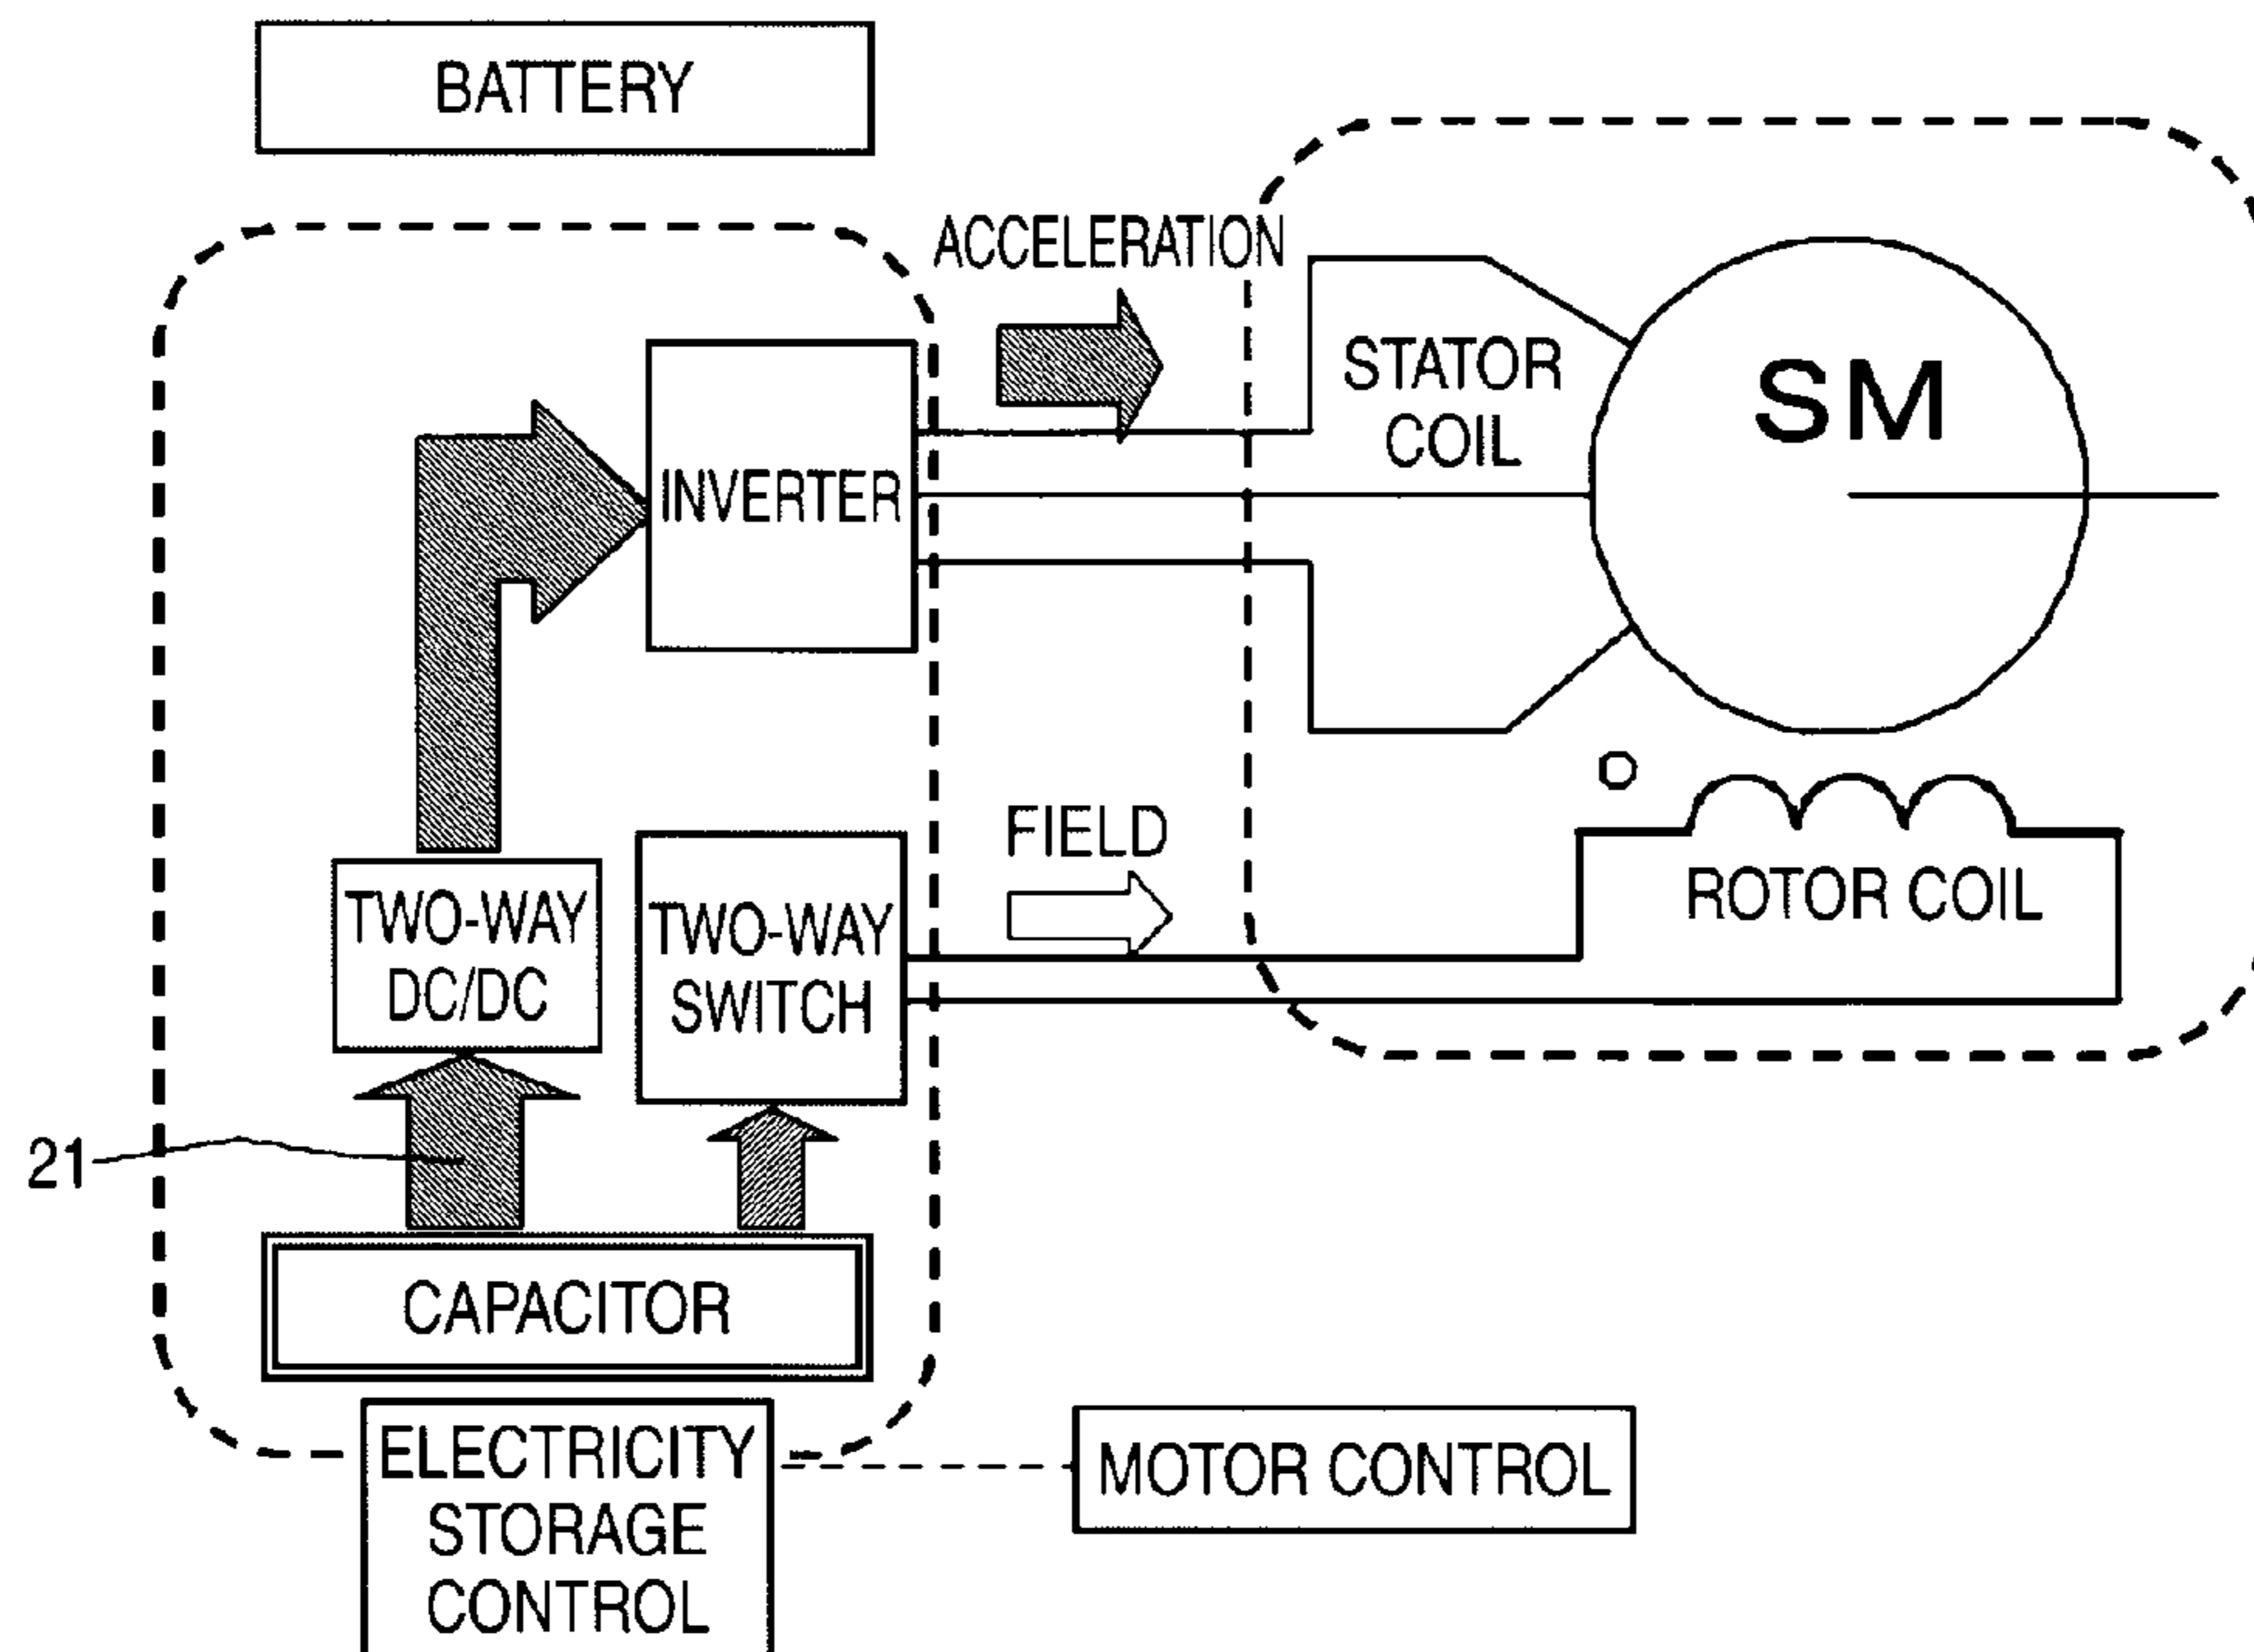 BATTERY
ACCELERATION
INVERTER
STATOR
COIL
SM
FIELD
TWO-WAY
DC/DC
TWO-WAY
SWITCH
ROTOR COIL
21
CAPACITOR
ELECTRICITY
STORAGE
CONTROL
MOTOR CONTROL